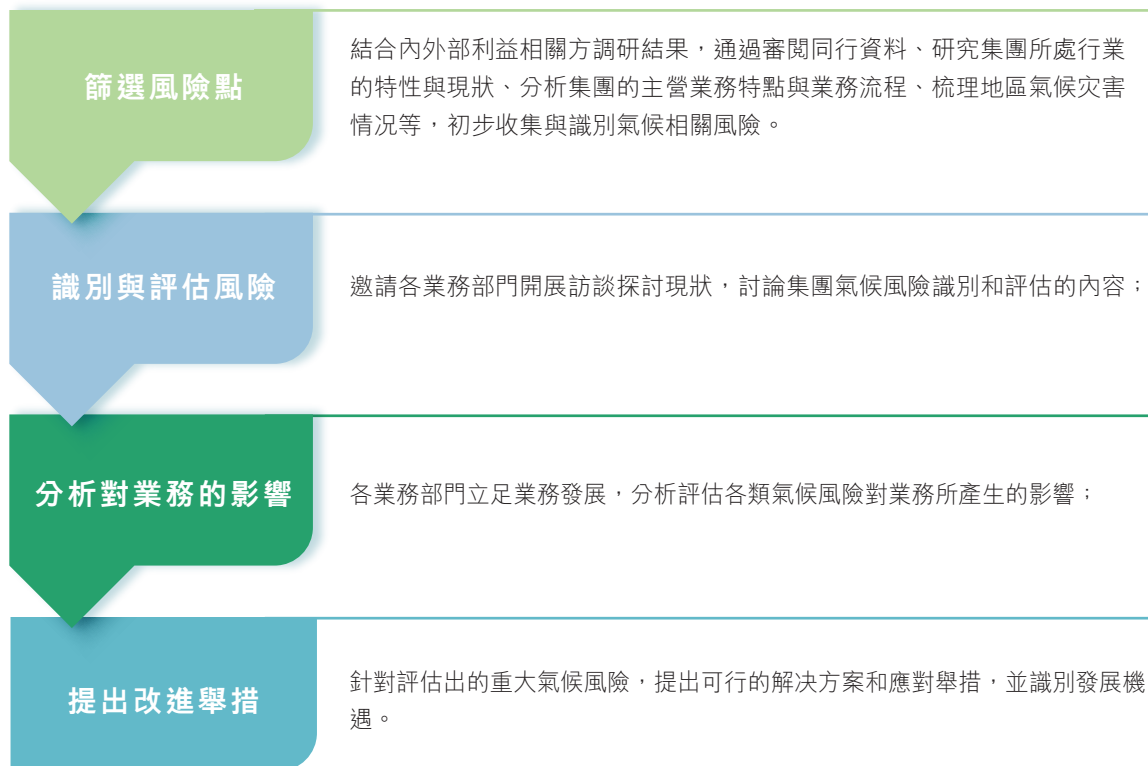 篩選風險點
結合內外部利益相關方調研結果，通過審閱同行資料、研究集團所處行業
的特性與現狀、分析集團的主營業務特點與業務流程、梳理地區氣候灾害
情况等，初步收集與識別氣候相關風險。
識別與評估風險
邀請各業務部門開展訪談探討現狀，討論集團氣候風險識別和評估的內容；
分析對業務的影響
各業務部門立足業務發展，分析評估各類氣候風險對業務所產生的影響；
提出改進舉措
針對評估出的重大氣候風險，提出可行的解決方案和應對舉措，並識別發展機
遇。